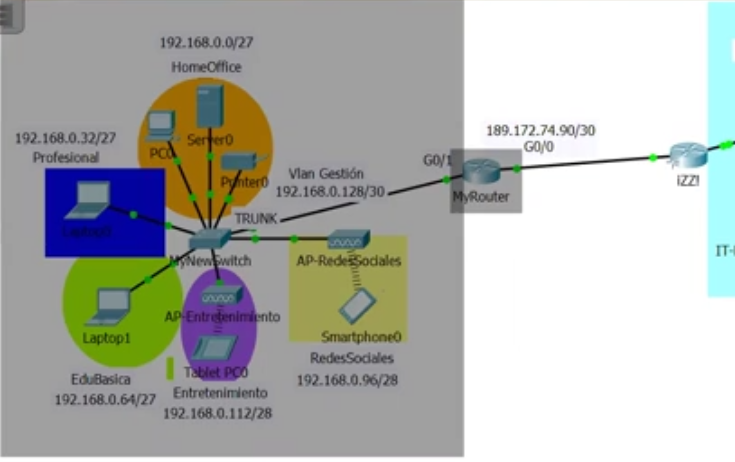 192.168.0.0/27
HomeOffice
192.168.0.32/27
Profesional
PC0
Server0
Printer0
Vlan Gestión
192.168.0.128/30
G0/1
189.172.74.90/30
G0/0
MyRouter
IZZI
TRUNK
Laptop0
MyNewSwitch
AP-RedesSociales
Laptop1
AP-Entretenimiento
Smartphone0
Tablet PC0
RedesSociales
192.168.0.96/28
EduBasica
192.168.0.64/27
Entretenimiento
192.168.0.112/28